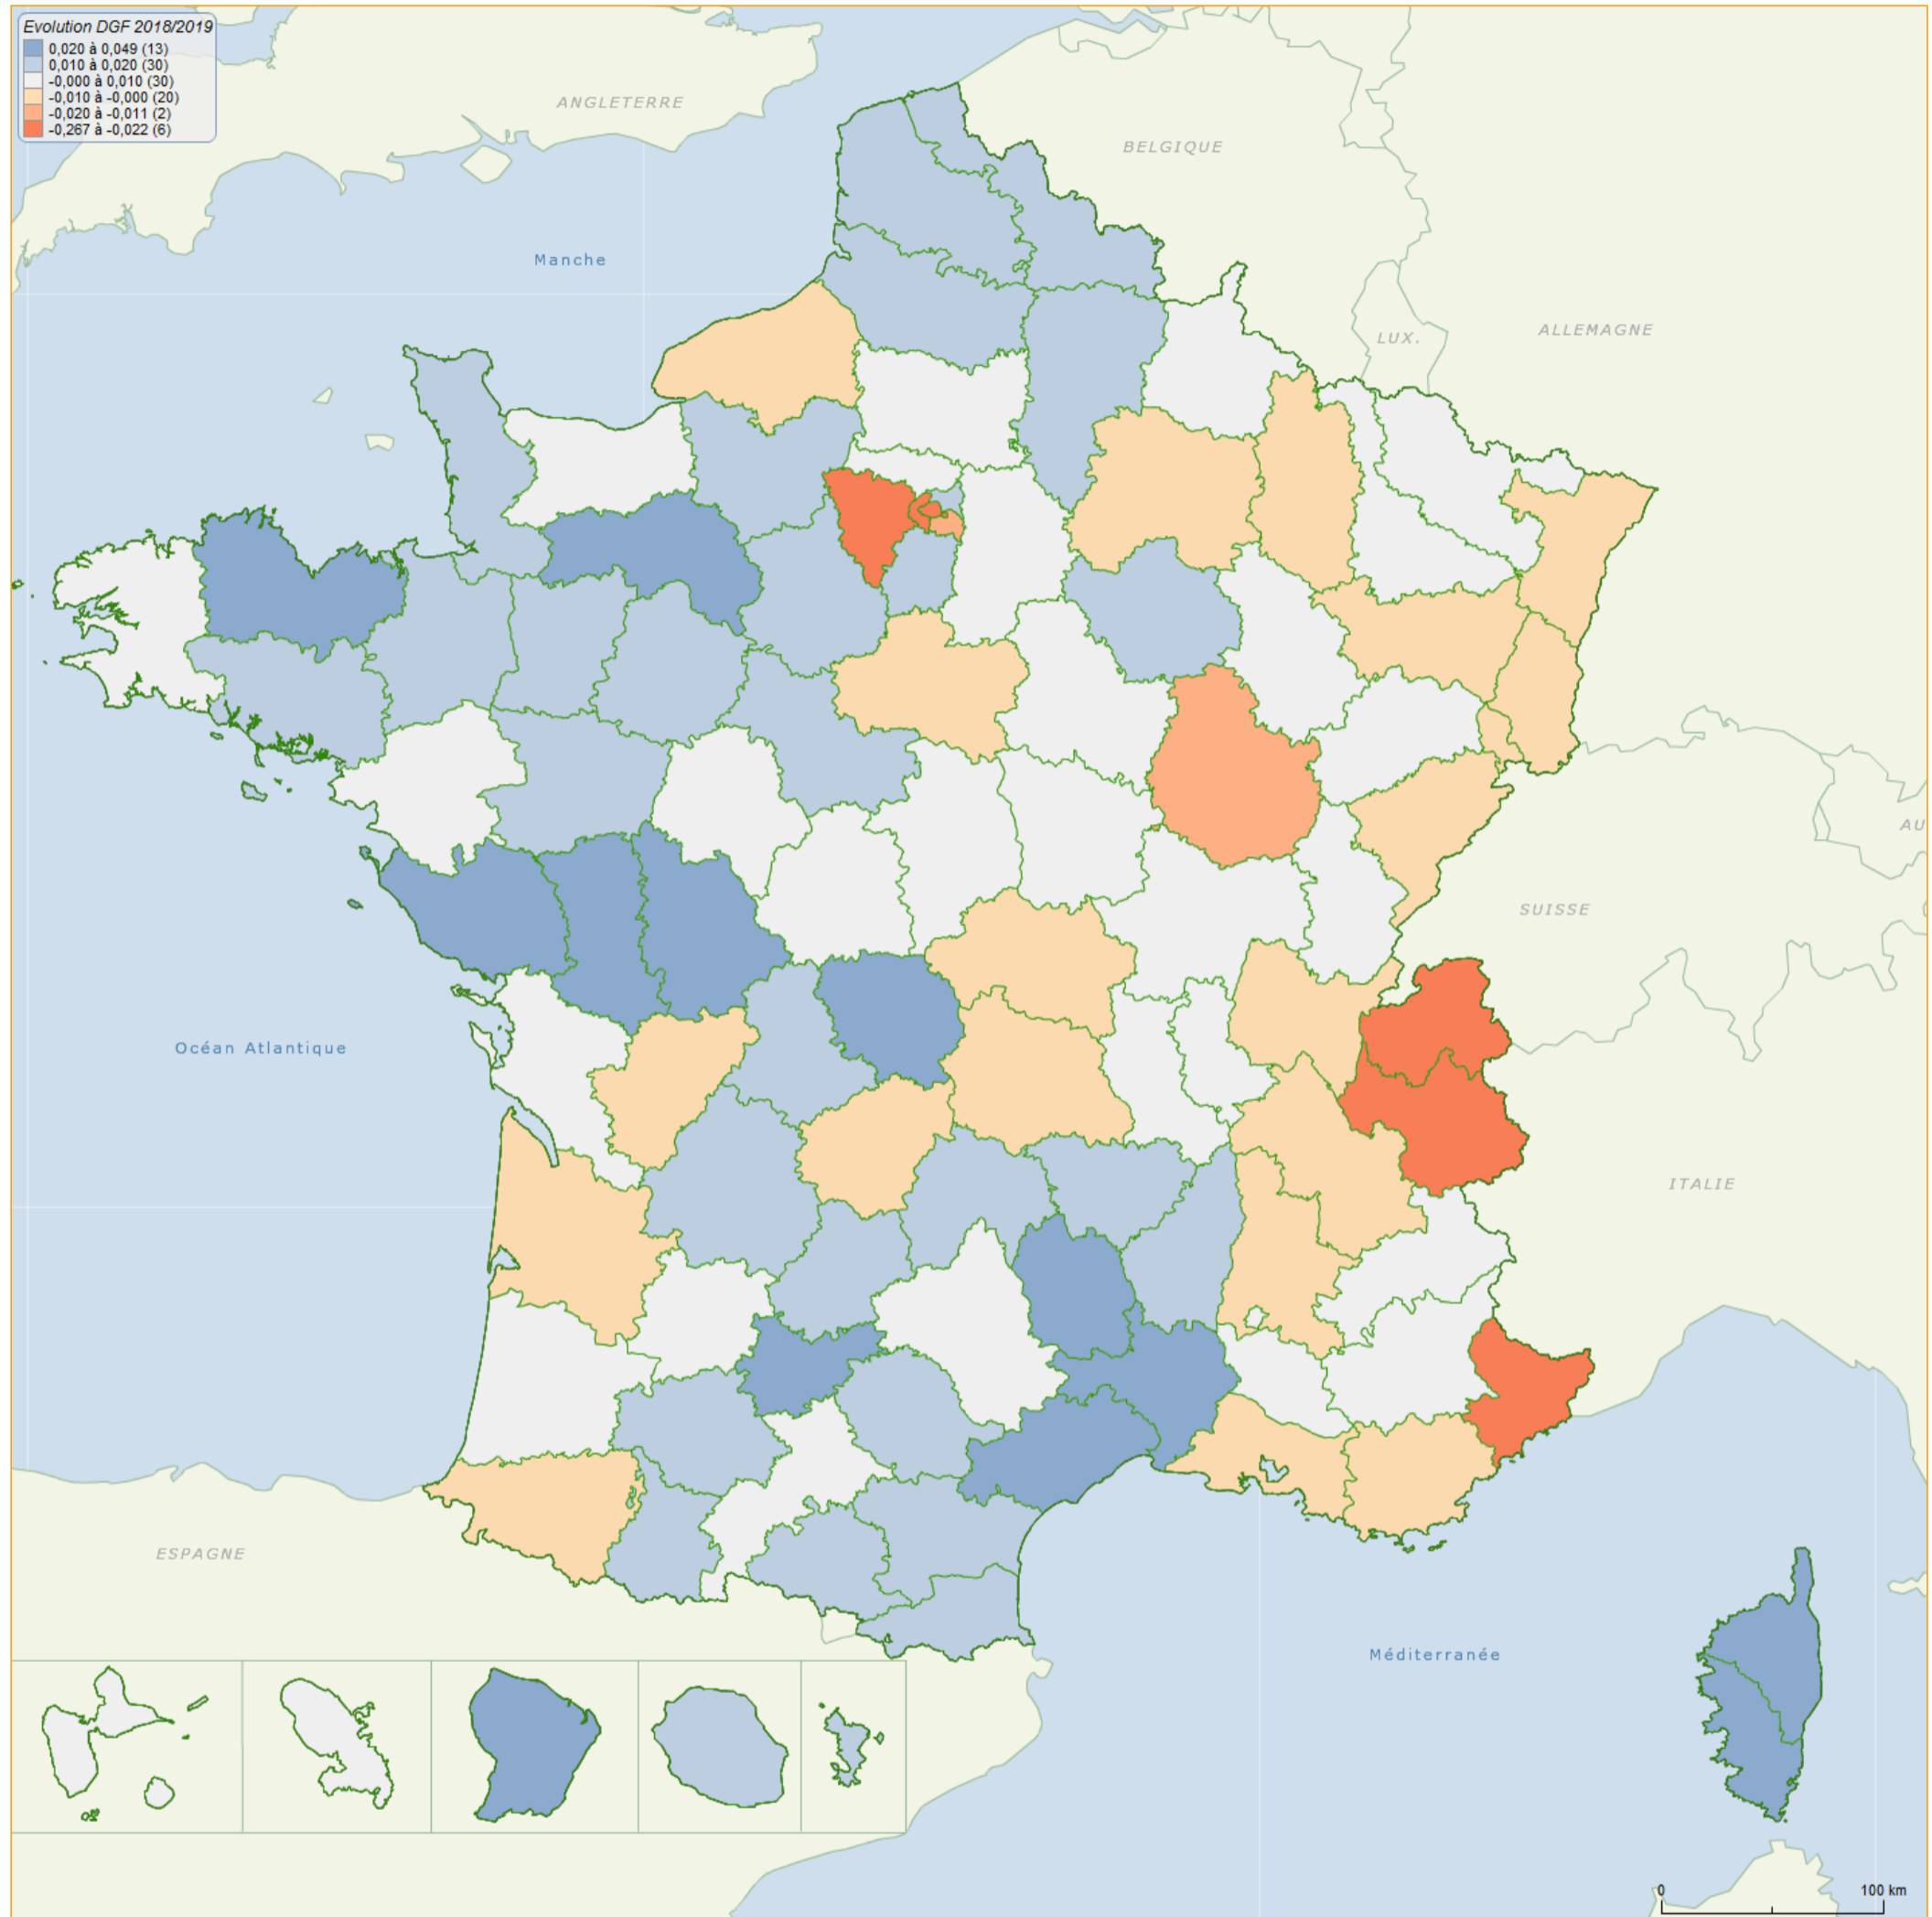 Evolution DGF 2018/2019
0,020 à 0,049 (13)
0,010 à 0,020 (30)
-0,000 à 0,010 (30)
-0,010 à -0,000 (20)
-0,020 à -0,011 (2)
-0,267 à -0,022 (6)
ANGLETERRE
BELGIQUE
Manche
LUX.
ALLEMAGNE
AU
SUISSE
Océan Atlantique
ITALIE
ESPAGNE
Méditerranée
0 100 km